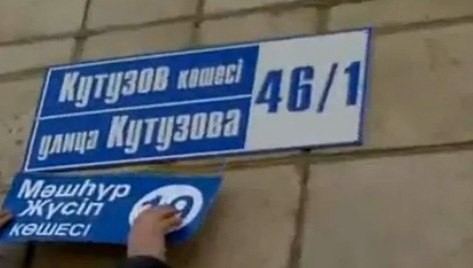 Кутузов көшесі
улица Кутузова
46/1
Мәшһүр
Жүсіп
көшесі